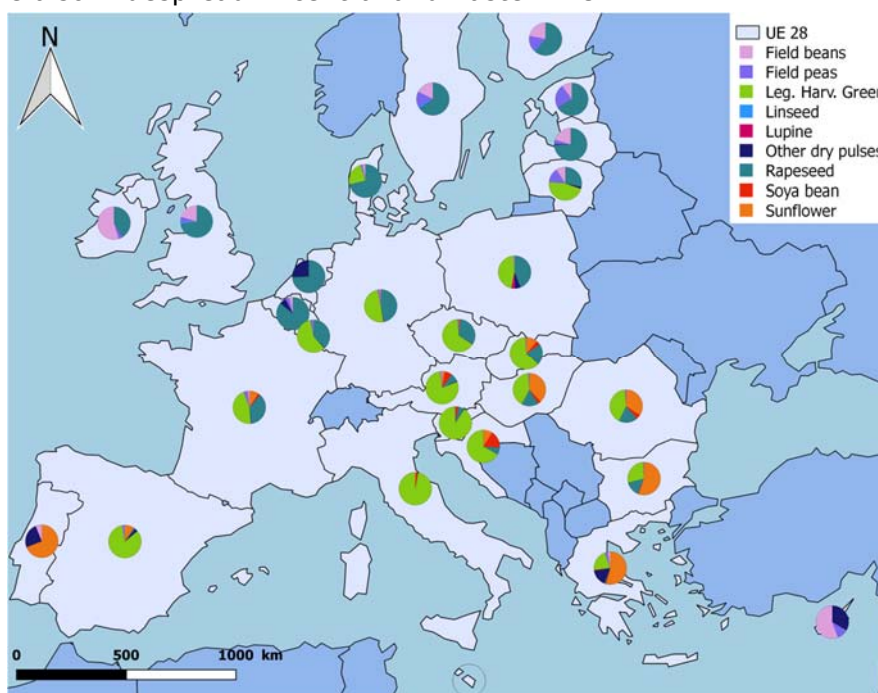 N
UE 28
Field beans
Field peas
Leg. Harv. Green
Linseed
Lupine
Other dry pulses
Rapeseed
Soya bean
Sunflower
0 500 1000 km